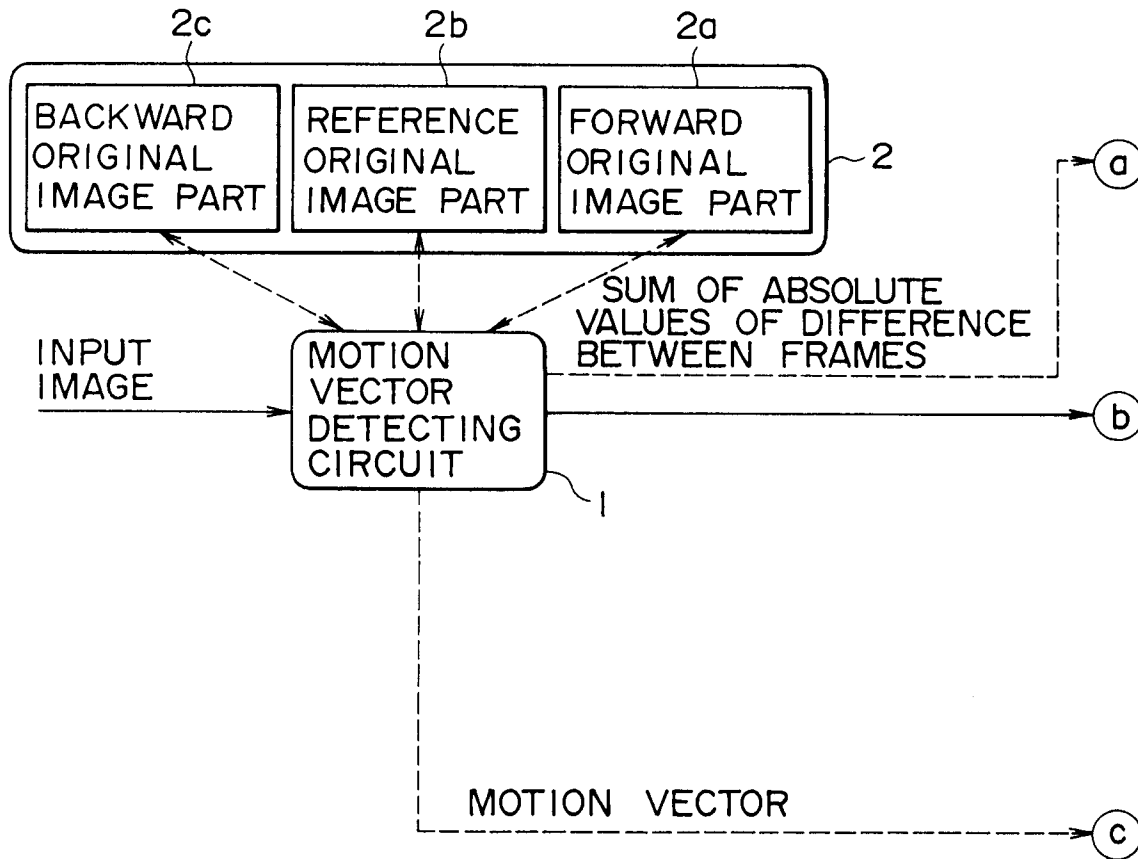 2c
2b
2a
BACKWARD
ORIGINAL
IMAGE PART
REFERENCE
ORIGINAL
IMAGE PART
FORWARD
ORIGINAL
IMAGE PART
2
a
SUM OF ABSOLUTE
VALUES OF DIFFERENCE
BETWEEN FRAMES
INPUT
IMAGE
MOTION
VECTOR
DETECTING
CIRCUIT
b
1
MOTION VECTOR
c